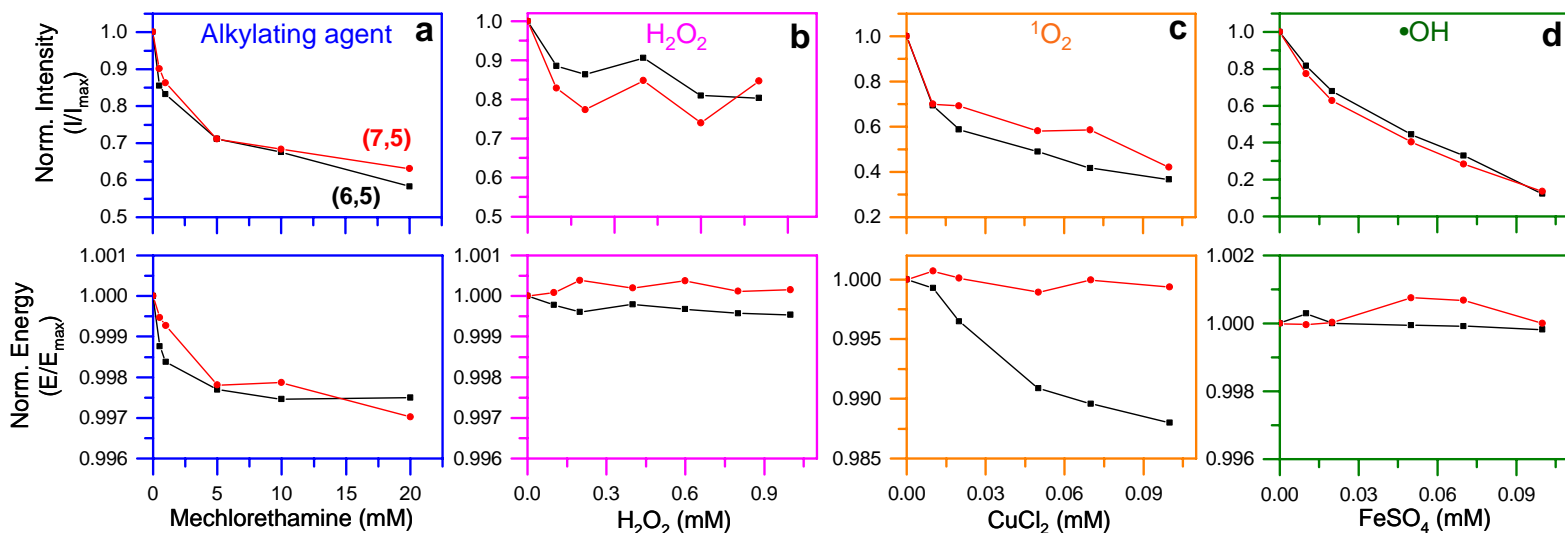 Norm. Intensity
(I/Imax)
1.0
0.9
0.8
0.7
0.6
0.5
Alkylating agent
a
(7,5)
(6,5)
1.0
0.9
0.8
0.7
0.6
0.5
H2O2
b
1.0
0.8
0.6
0.4
0.2
¹O2
c
1.0
0.8
0.6
0.4
0.2
0.0
•OH
d
Norm. Energy
(E/Emax)
1.001
1.000
0.999
0.998
0.997
0.996
0 5 10 15 20
Mechlorethamine (mM)
1.001
1.000
0.999
0.998
0.997
0.996
0.0 0.3 0.6 0.9
H2O2 (mM)
1.000
0.995
0.990
0.985
0.00 0.03 0.06 0.09
CuCl2 (mM)
1.002
1.000
0.998
0.996
0.00 0.03 0.06 0.09
FeSO4 (mM)